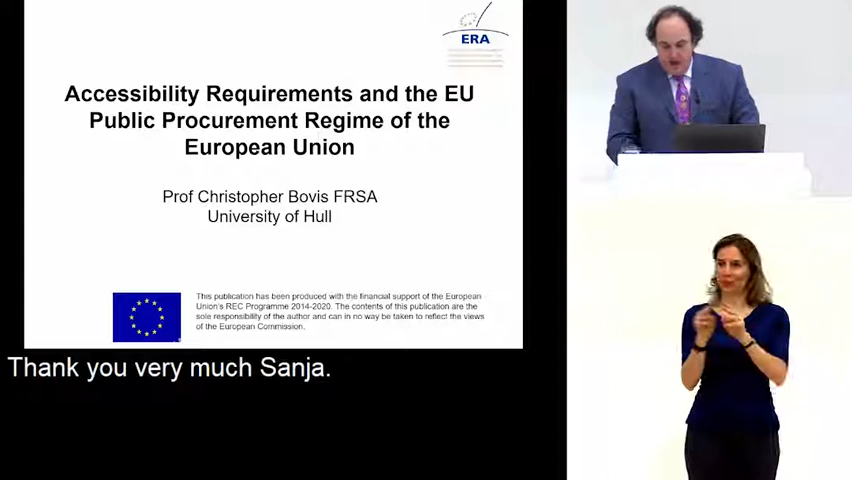 ERA
Accessibility Requirements and the EU
Public Procurement Regime of the
European Union
Prof Christopher Bovis FRSA
University of Hull
This publication has been produced with the financial support of the European
Union's REC Programme 2014-2020. The contents of this publication are the
sole responsibility of the author and can in no way be taken to reflect the views
of the European Commission.
Thank you very much Sanja.